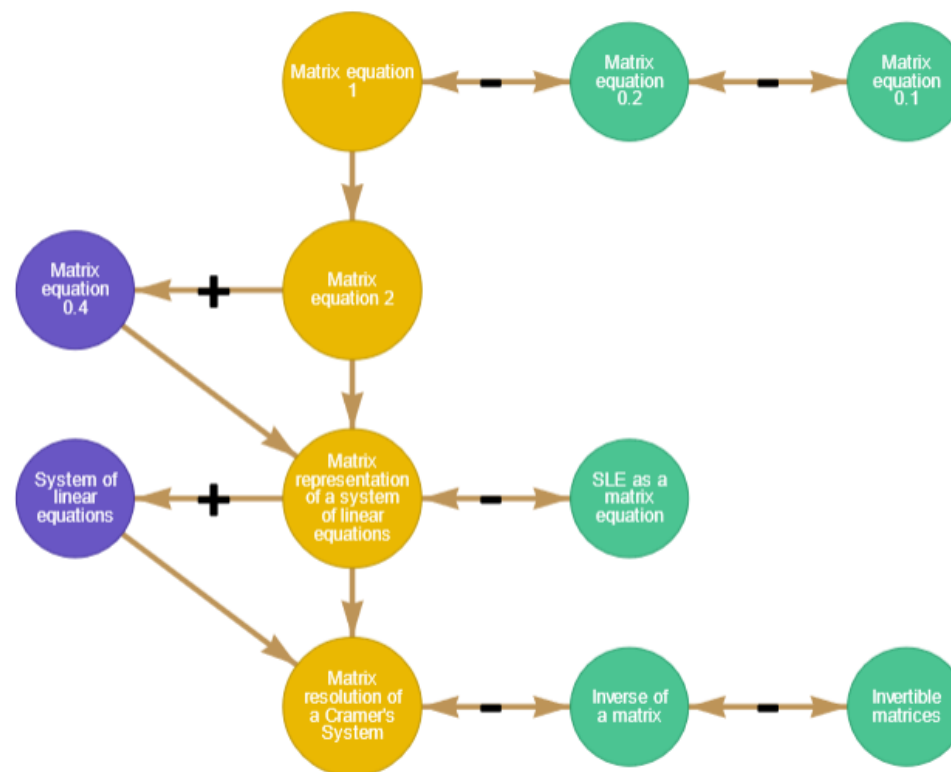 Matrix equation
1
Matrix
equation
0.2
Matrix
equation
0.1
Matrix
equation
0.4
Matrix
equation 2
System of
linear
equations
Matrix
representation
of a system
of linear
equations
SLE as a
matrix
equation
Matrix
resolution of
a Cramer's
System
Inverse of
a matrix
Invertible
matrices